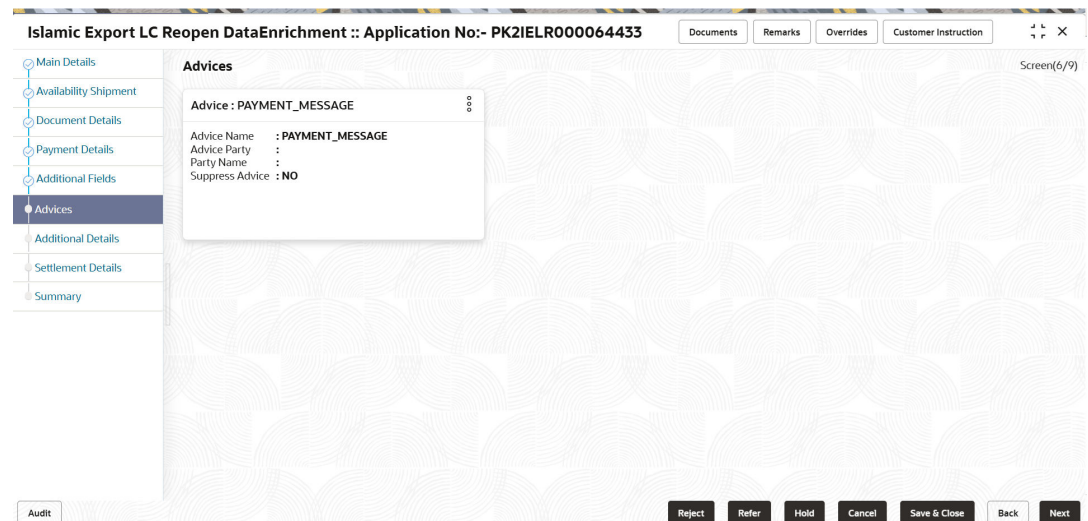 Islamic Export LC Reopen DataEnrichment :: Application No:- PK2IELR000064433
Documents
Remarks
Overrides
Customer Instruction
Main Details
Availability Shipment
Document Details
Payment Details
Additional Fields
Advices
Additional Details
Settlement Details
Summary
Advices
Screen(6/9)
Advice : PAYMENT_MESSAGE
Advice Name : PAYMENT_MESSAGE
Advice Party :
Party Name :
Suppress Advice : NO
Audit
Reject
Refer
Hold
Cancel
Save & Close
Back
Next